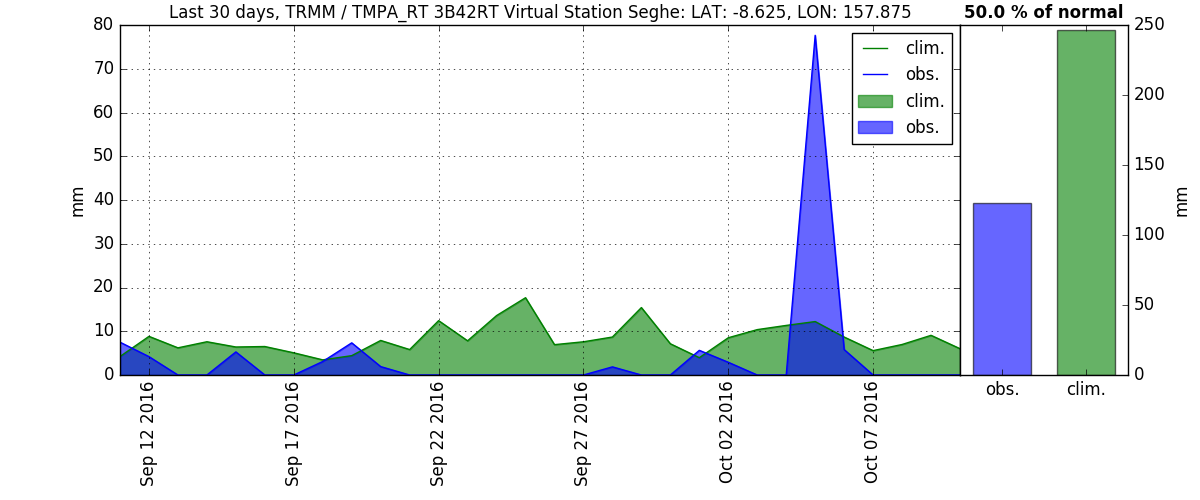 Last 30 days, TRMM / TMPA_RT 3B42RT Virtual Station Seghe: LAT: -8.625, LON: 157.875
50.0 % of normal
80
70
60
50
40
30
20
10
0
mm
clim.
obs.
clim.
obs.
Sep 12 2016
Sep 17 2016
Sep 22 2016
Sep 27 2016
Oct 02 2016
Oct 07 2016
250
200
150
100
50
0
mm
obs.
clim.